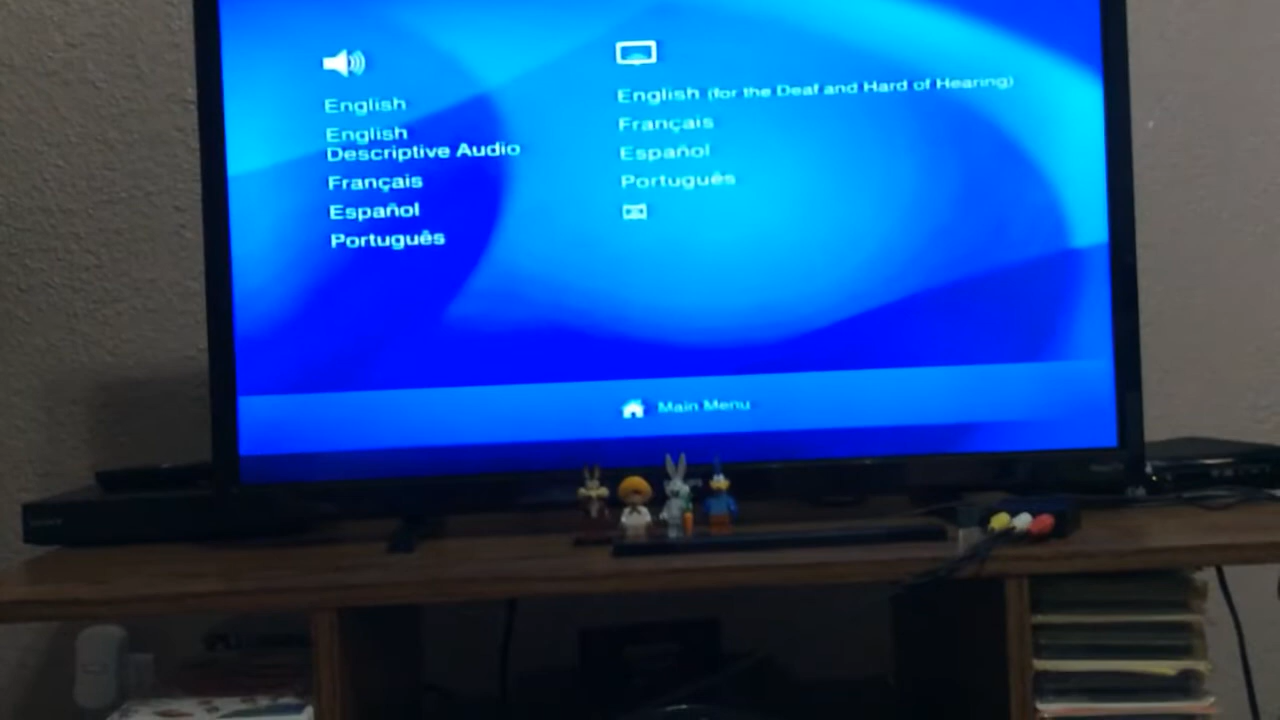 English
English
Descriptive Audio
Français
Español
Português
English (for the Deaf and Hard of Hearing)
Français
Español
Português
Main Menu